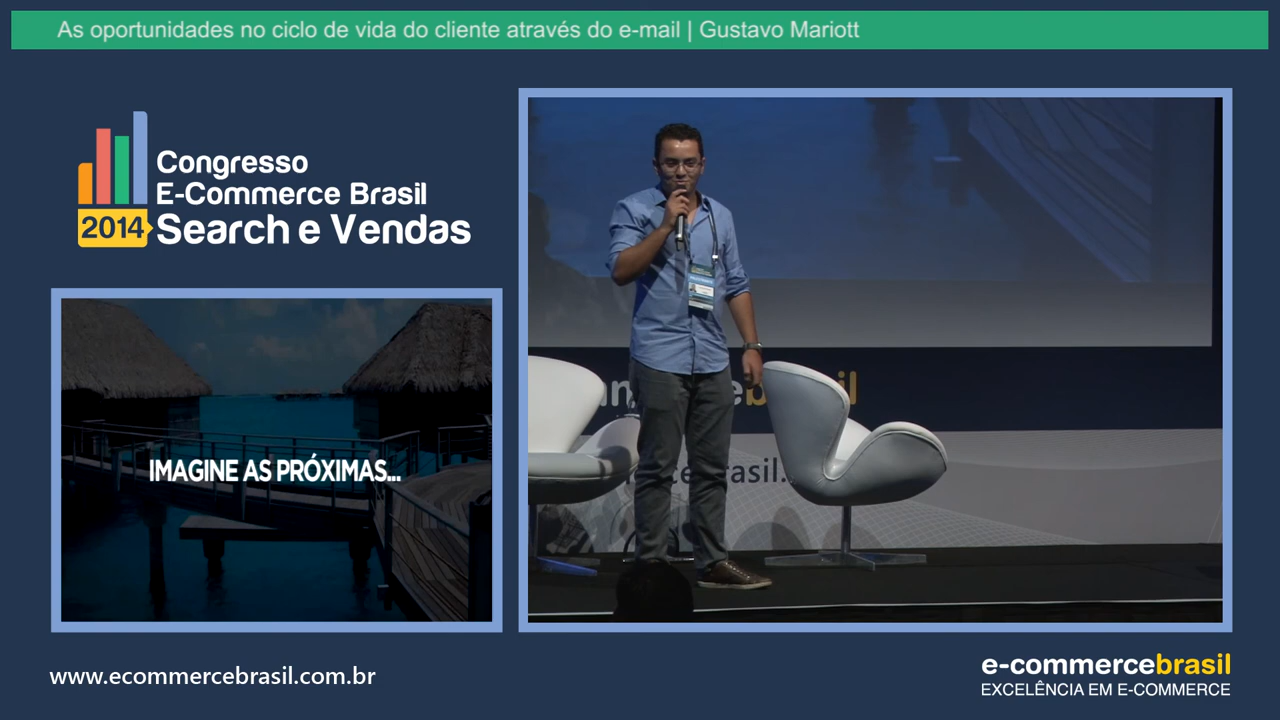 As oportunidades no ciclo de vida do cliente através do e-mail | Gustavo Mariott
Congresso
E-Commerce Brasil
2014 Search e Vendas
IMAGINE AS PRÓXIMAS...
brasil
www.ecommercebrasil.com.br
e-commercebrasil
EXCELÊNCIA EM E-COMMERCE